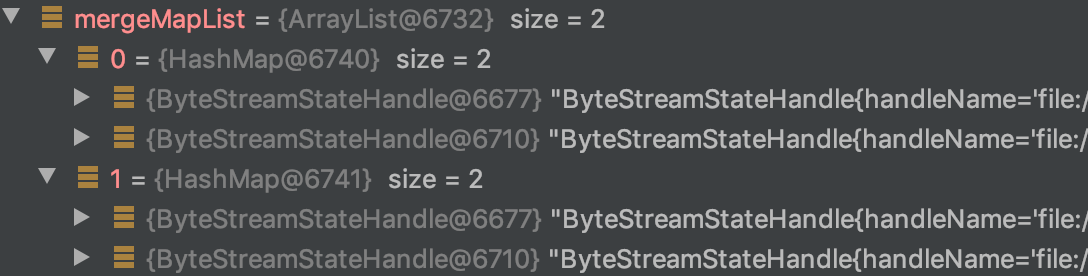 mergeMapList = {ArrayList@6732} size = 2
0 = {HashMap@6740} size = 2
{ByteStreamStateHandle@6677} "ByteStreamStateHandle{handleName='file:/
{ByteStreamStateHandle@6710} "ByteStreamStateHandle{handleName='file:/
1 = {HashMap@6741} size = 2
{ByteStreamStateHandle@6677} "ByteStreamStateHandle{handleName='file:/
{ByteStreamStateHandle@6710} "ByteStreamStateHandle{handleName='file:/